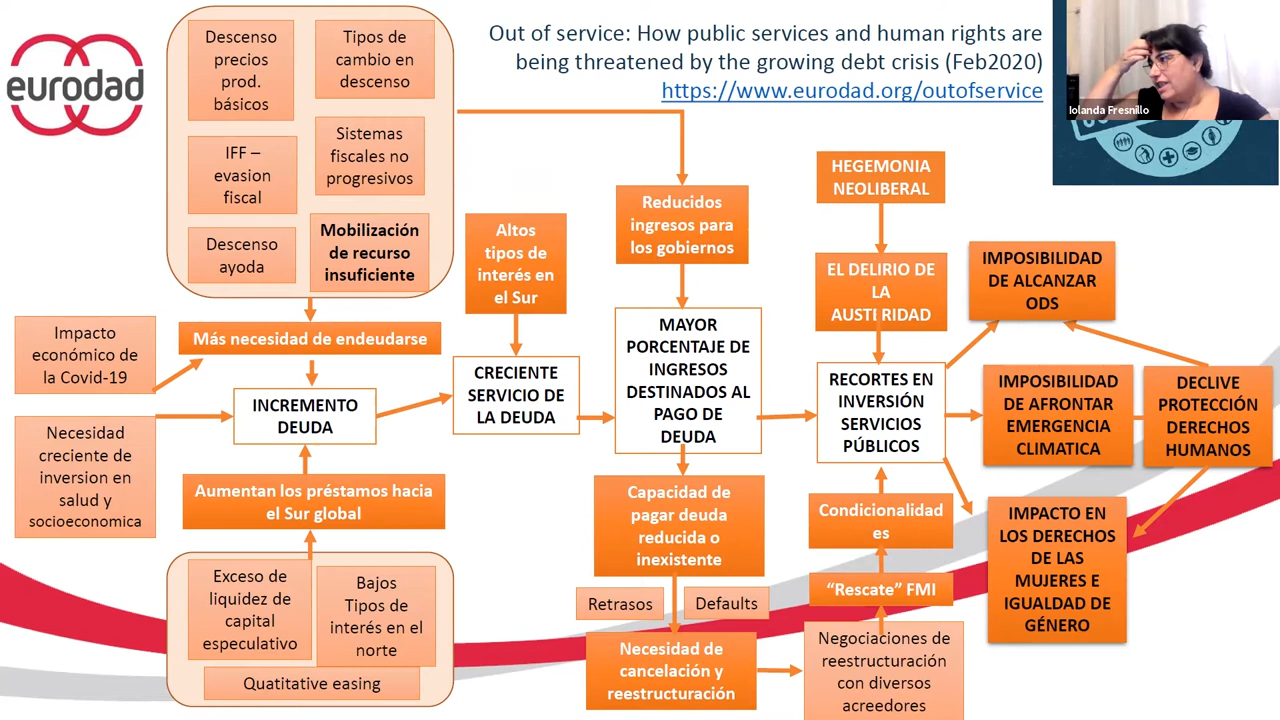 eurodad
Descenso
precios
prod.
básicos
Tipos de
cambio en
descenso
IFF –
evasion
fiscal
Sistemas
fiscales no
progresivos
Descenso
ayoda
Mobilización
de recurso
insuficiente
Out of service: How public services and human rights are
being threatened by the growing debt crisis (Feb2020)
https://www.eurodad.org/outofservice
Iolanda Fresnillo
Impacto
económico de
la Covid-19
Más necesidad de endeudarse
Necesidad
creciente de
inversion en
salud y
socioeconomica
INCREMENTO
DEUDA
Aumentan los préstamos hacia
el Sur global
Exceso de
liquidez de
capital
especulativo
Bajos
Tipos de
interés en el
norte
Quatitative easing
Altos
tipos de
interés en
el Sur
CRECIENTE
SERVICIO DE
LA DEUDA
Reducidos
ingresos para
los gobiernos
MAYOR
PORCENTAJE DE
INGRESOS
DESTINADOS AL
PAGO DE
DEUDA
Capacidad de
pagar deuda
reducida o
inexistente
Retrasos
Defaults
Necesidad de
cancelación y
reestructuración
HEGEMONIA
NEOLIBERAL
EL DELIRIO DE
LA
AUSTERIDAD
RECORTES EN
INVERSIÓN
SERVICIOS
PÚBLICOS
Condicionalidad
es
“Rescate” FMI
Negociaciones de
reestructuración
con diversos
acreedores
IMPOSIBILIDAD
DE ALCANZAR
ODS
IMPOSIBILIDAD
DE AFRONTAR
EMERGENCIA
CLIMATICA
DECLIVE
PROTECCIÓN
DERECHOS
HUMANOS
IMPACTO EN
LOS DERECHOS
DE LAS
MUJERES E
IGUALDAD DE
GÉNERO